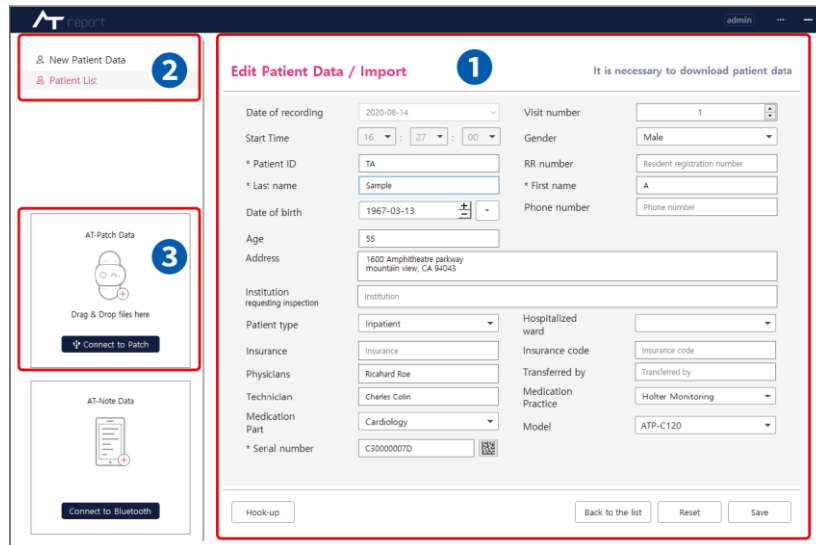 AT report
admin
New Patient Data
Patient List
2
1
Edit Patient Data / Import
It is necessary to download patient data
Date of recording
2020-08-14
Visit number
1
Start Time
16 : 27 : 00
Gender
Male
* Patient ID
TA
RR number
Resident registration number
* Last name
Sample
* First name
A
Date of birth
1967-03-13
Phone number
Phone number
Age
55
Address
1600 Amphitheatre parkway
mountain view, CA 94043
Institution
requesting inspection
Institution
Patient type
Inpatient
Hospitalized
ward
Insurance
Insurance
Insurance code
Insurance code
Physicians
Ricahard Roe
Transferred by
Transferred by
Technician
Charles Colin
Medication
Practice
Holter Monitoring
Medication
Part
Cardiology
Model
ATP-C120
* Serial number
C30000007D
Hook-up
Back to the list
Reset
Save
AT-Patch Data
3
Drag & Drop files here
Connect to Patch
AT-Note Data
Connect to Bluetooth